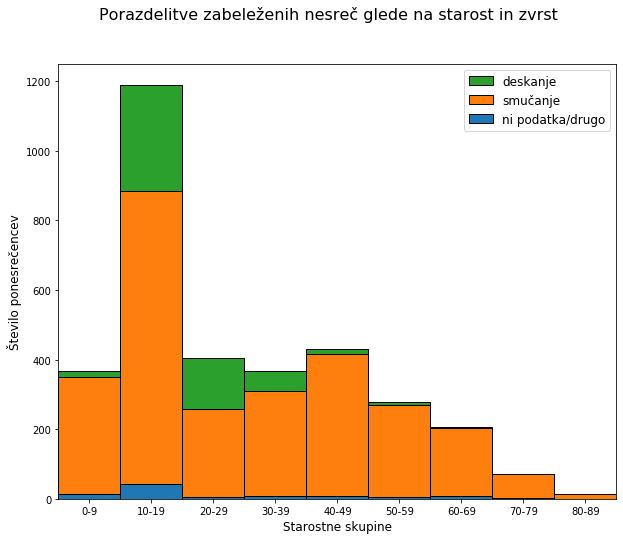 Porazdelitve zabeleženih nesreč glede na starost in zvrst
deskanje
smučanje
ni podatka/drugo
Število ponesrečencev
1200
1000
800
600
400
200
0
0-9 10-19 20-29 30-39 40-49 50-59 60-69 70-79 80-89
Starostne skupine